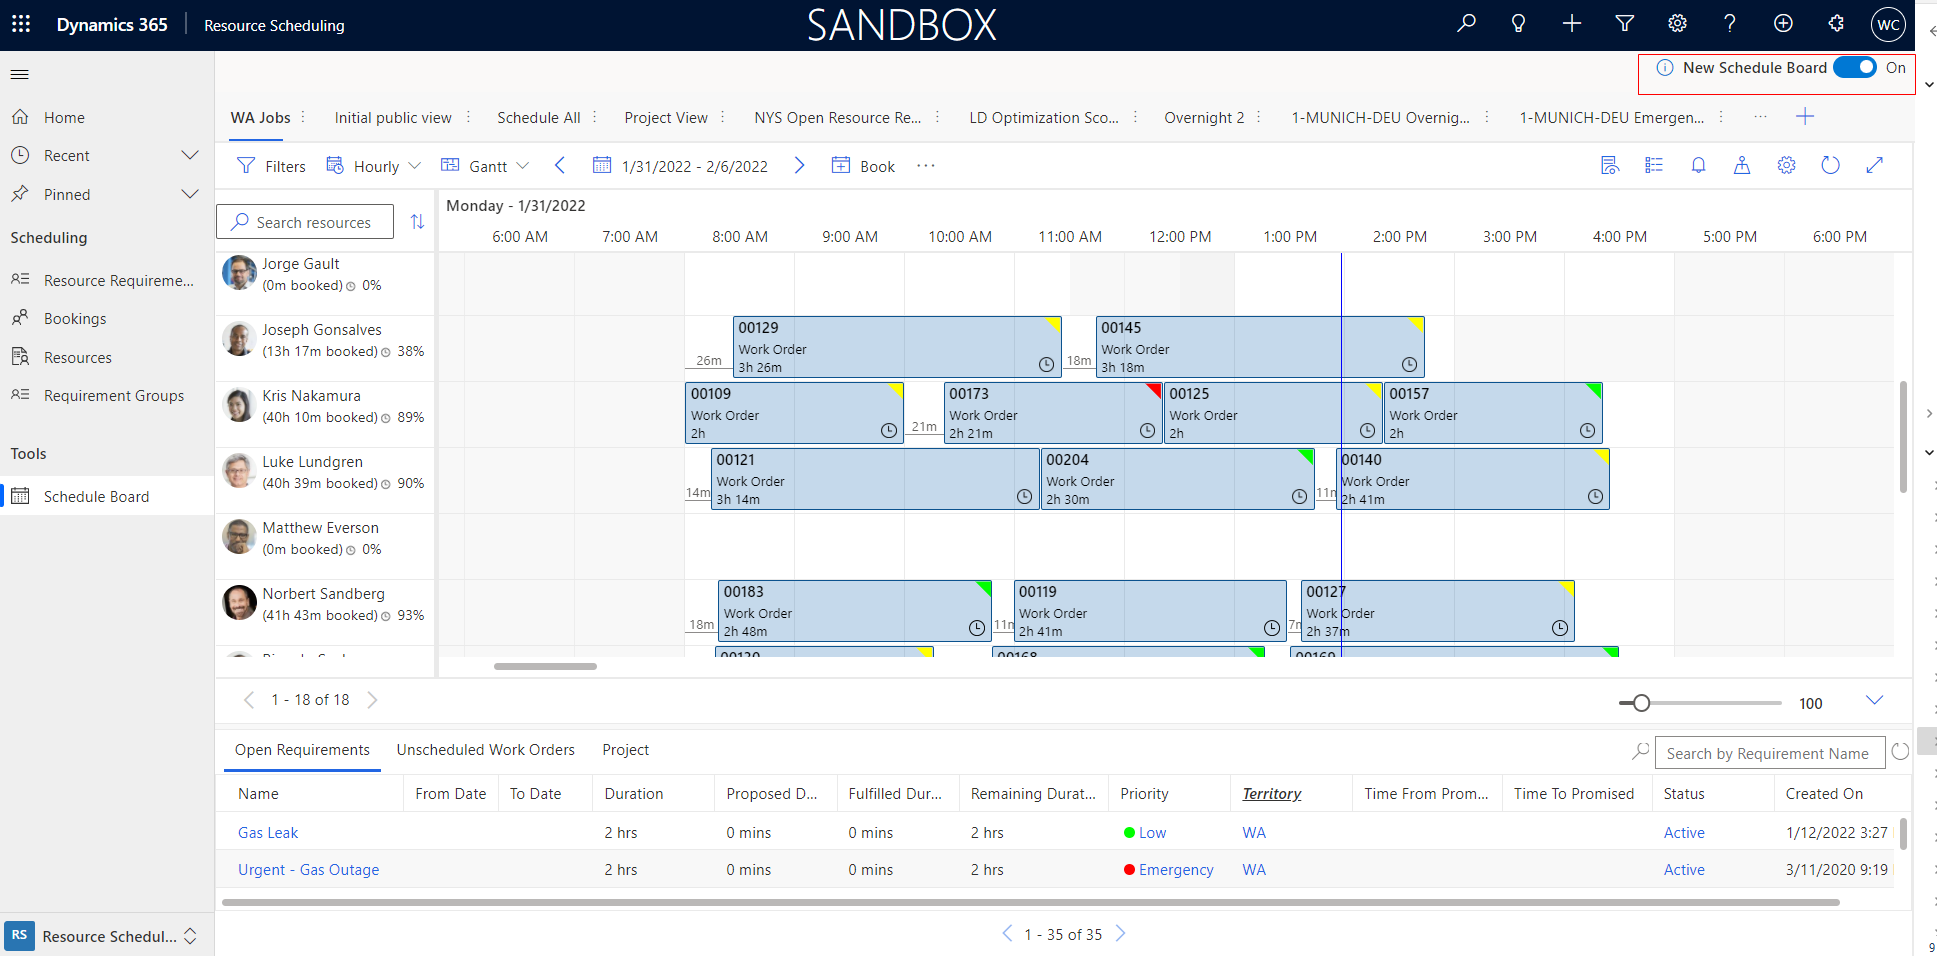 Dynamics 365 Resource Scheduling SANDBOX WC
New Schedule Board On
WA Jobs Initial public view Schedule All Project View NYS Open Resource Re... LD Optimization Sco... Overnight 2 1-MUNICH-DEU Overnig... 1-MUNICH-DEU Emergen... ...
Filters Hourly Gantt 1/31/2022 - 2/6/2022 Book ...
Home
Recent
Pinned
Scheduling
Resource Requireme...
Bookings
Resources
Requirement Groups
Tools
Schedule Board
RS Resource Schedul...
Search resources
Monday - 1/31/2022
6:00 AM 7:00 AM 8:00 AM 9:00 AM 10:00 AM 11:00 AM 12:00 PM 1:00 PM 2:00 PM 3:00 PM 4:00 PM 5:00 PM 6:00 PM
Jorge Gault
(0m booked) 0%
Joseph Gonsalves
(13h 17m booked) 38%
26m
00129
Work Order
3h 26m
18m
00145
Work Order
3h 18m
Kris Nakamura
(40h 10m booked) 89%
00109
Work Order
2h
21m
00173
Work Order
2h 21m
00125
Work Order
2h
00157
Work Order
2h
Luke Lundgren
(40h 39m booked) 90%
14m
00121
Work Order
3h 14m
00204
Work Order
2h 30m
11m
00140
Work Order
2h 41m
Matthew Everson
(0m booked) 0%
Norbert Sandberg
(41h 43m booked) 93%
18m
00183
Work Order
2h 48m
11m
00119
Work Order
2h 41m
7m
00127
Work Order
2h 37m
1 - 18 of 18 100
Open Requirements Unscheduled Work Orders Project Search by Requirement Name
Name From Date To Date Duration Proposed D... Fulfilled Dur... Remaining Durat... Priority Territory Time From Prom... Time To Promised Status Created On
Gas Leak 2 hrs 0 mins 0 mins 2 hrs Low WA Active 1/12/2022 3:27
Urgent - Gas Outage 2 hrs 0 mins 0 mins 2 hrs Emergency WA Active 3/11/2020 9:19
1 - 35 of 35
9